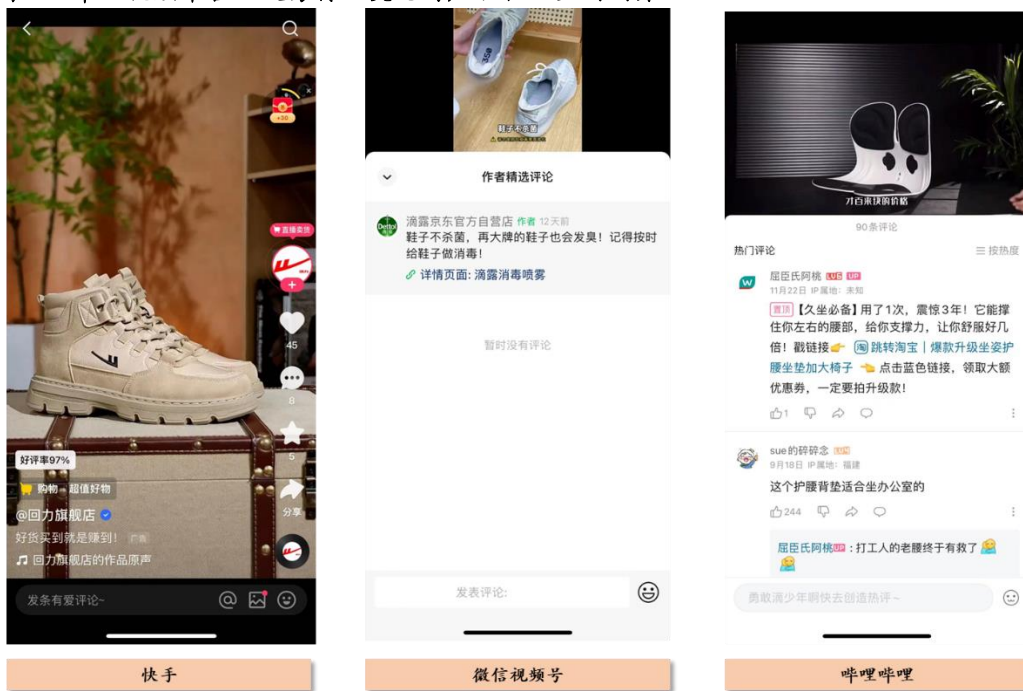 +30
直播卖货
45
8
5
分享
好评率97%
购物 · 超值好物
@回力旗舰店
好货买到就是赚到! 广告
回力旗舰店的作品原声
发条有爱评论~
快手
350
鞋子不杀菌
作者精选评论
Dettol
滴露京东官方自营店 作者 12天前
鞋子不杀菌，再大牌的鞋子也会发臭！记得按时
给鞋子做消毒！
详情页面: 滴露消毒喷雾
暂时没有评论
发表评论:
微信视频号
才百来块的价格
90条评论
热门评论
按热度
屈臣氏阿桃 LV5 UP
11月22日 IP属地：未知
置顶【久坐必备】用了1次，震惊3年！它能撑
住你左右的腰部，给你支撑力，让你舒服好几
倍！戳链接 淘 跳转淘宝｜爆款升级坐姿护
腰坐垫加大椅子 点击蓝色链接，领取大额
优惠券，一定要拍升级款！
1
sue的碎碎念
9月18日 IP属地：福建
这个护腰背垫适合坐办公室的
244
屈臣氏阿桃UP：打工人的老腰终于有救了
勇敢滴少年啊快去创造热评~
哔哩哔哩